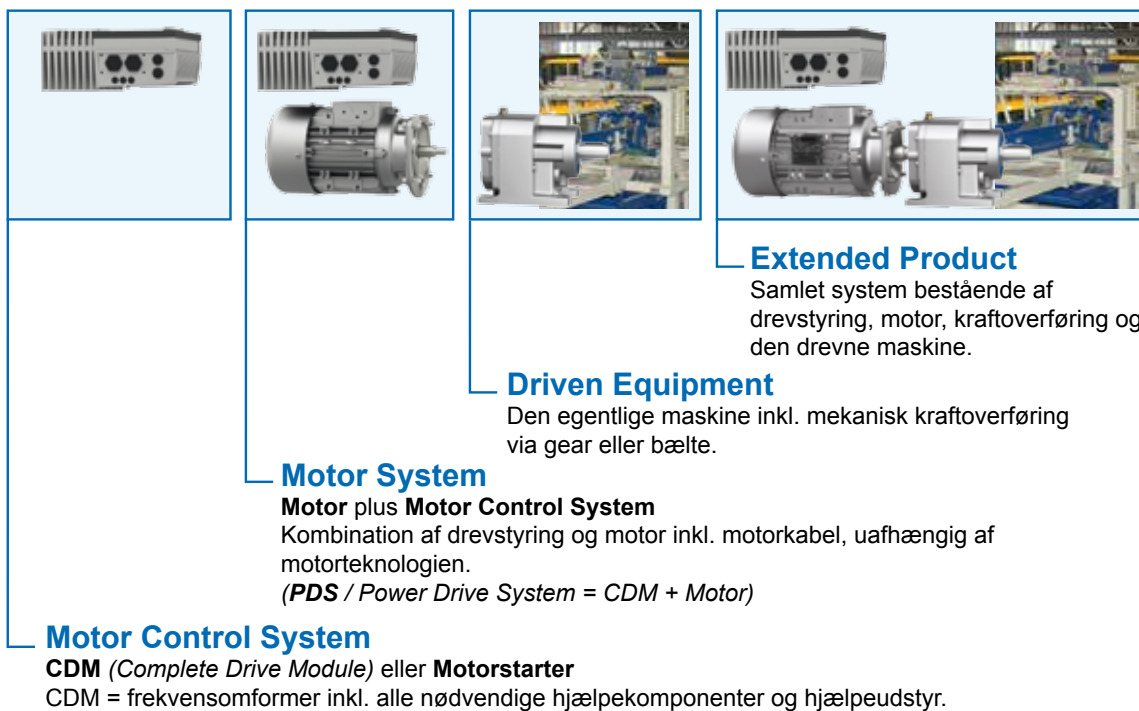 Extended Product
Samlet system bestående af
drevstyring, motor, kraftoverføring og
den drevne maskine.
Driven Equipment
Den egentlige maskine inkl. mekanisk kraftoverføring
via gear eller bælte.
Motor System
Motor plus Motor Control System
Kombination af drevstyring og motor inkl. motorkabel, uafhængig af
motorteknologien.
(PDS / Power Drive System = CDM + Motor)
Motor Control System
CDM (Complete Drive Module) eller Motorstarter
CDM = frekvensomformer inkl. alle nødvendige hjælpekomponenter og hjælpeudstyr.